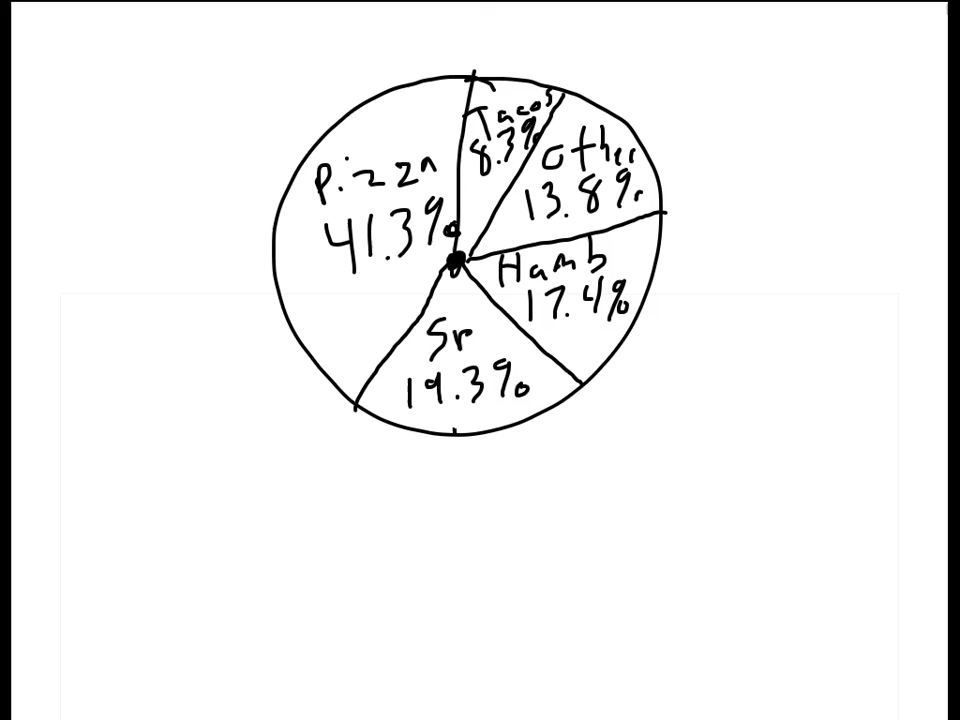 Tacos
8.3%
Other
13.8%
Pizza
41.3%
Hamb
17.4%
Sr
19.3%